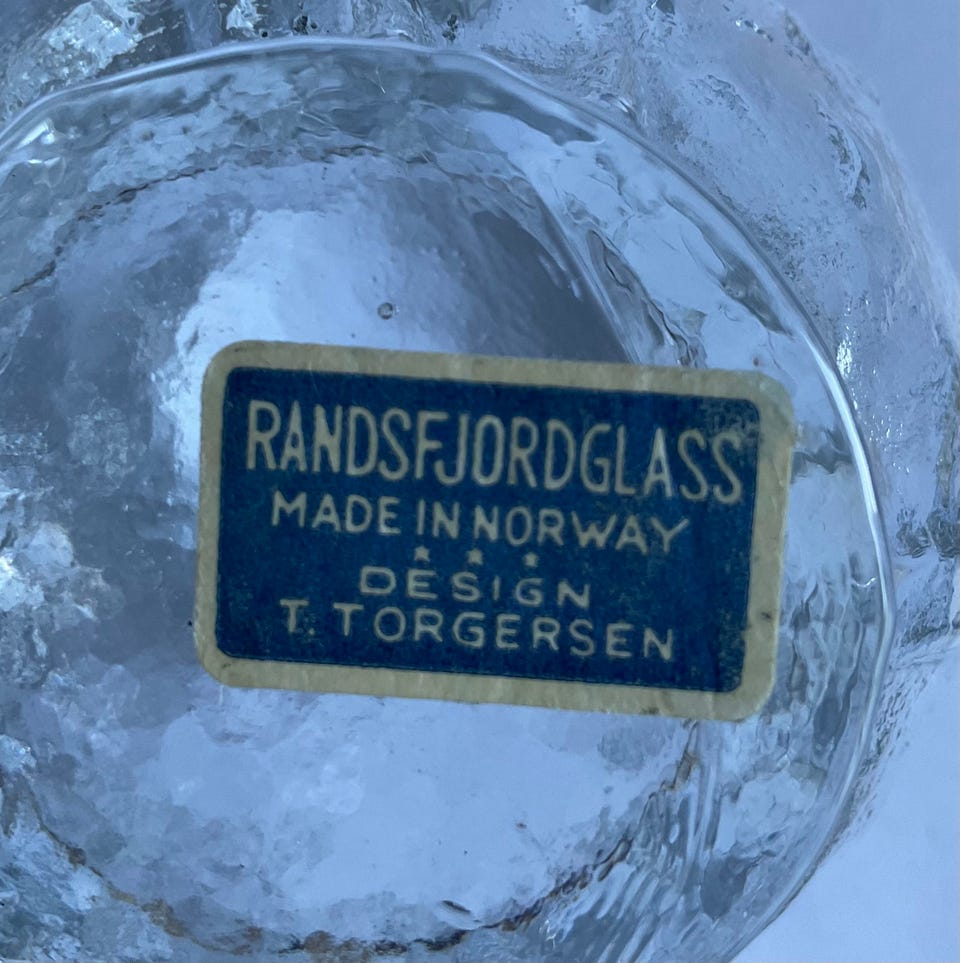 RANDSFJORDGLASS
MADE IN NORWAY
* * *
DESIGN
T. TORGERSEN